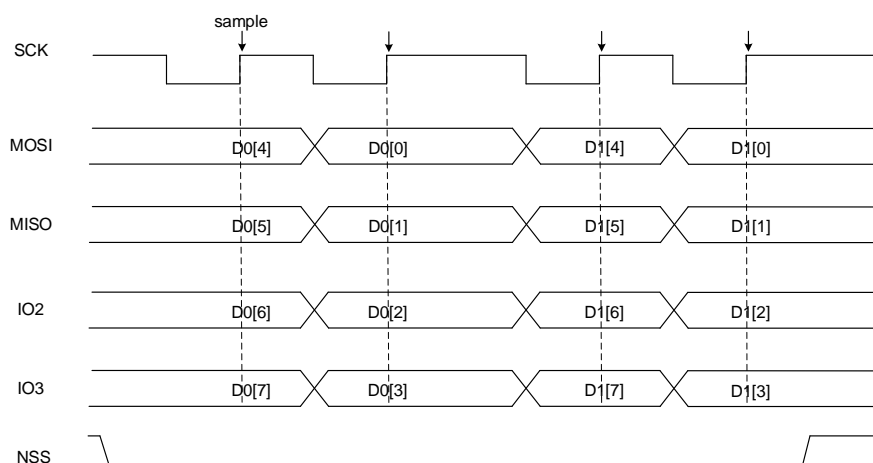 sample
SCK
MOSI D0[4] D0[0] D1[4] D1[0]
MISO D0[5] D0[1] D1[5] D1[1]
IO2 D0[6] D0[2] D1[6] D1[2]
IO3 D0[7] D0[3] D1[7] D1[3]
NSS